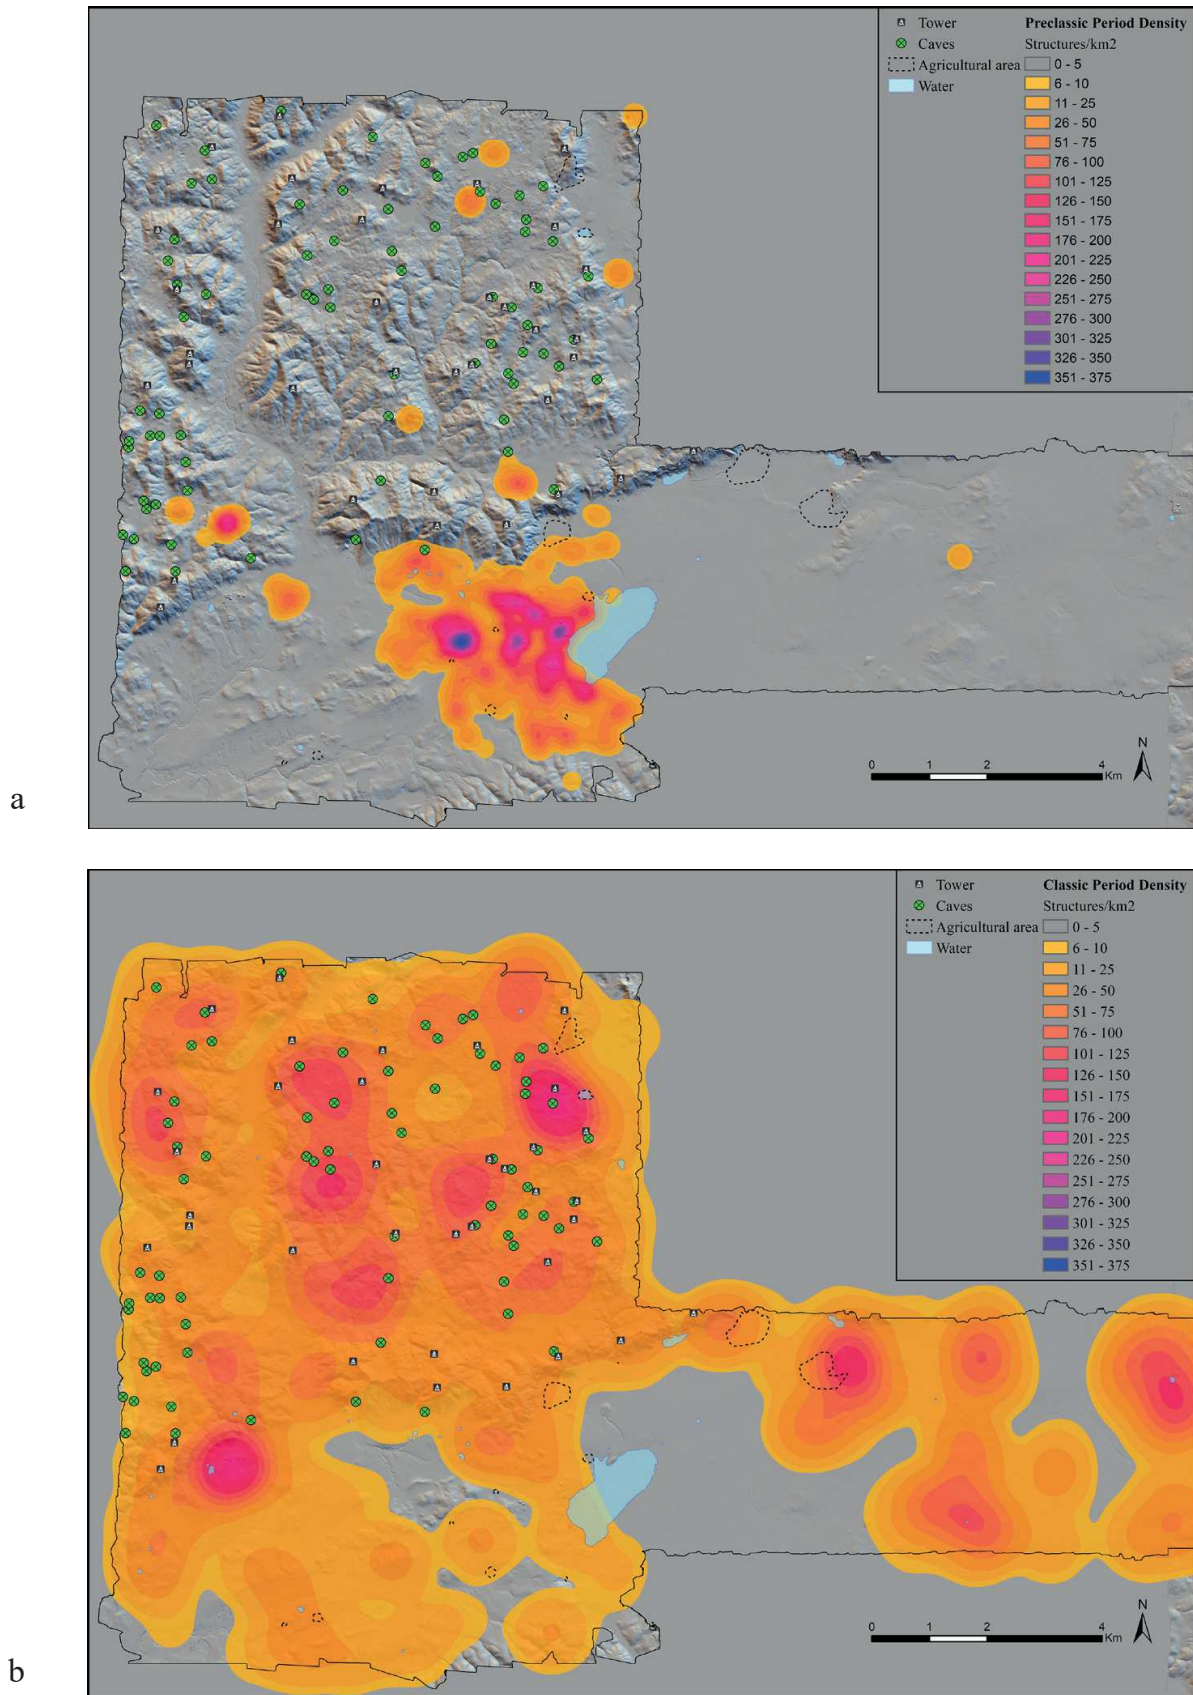 Tower Preclassic Period Density
Caves Structures/km2
Agricultural area 0 - 5
Water 6 - 10
11 - 25
26 - 50
51 - 75
76 - 100
101 - 125
126 - 150
151 - 175
176 - 200
201 - 225
226 - 250
251 - 275
276 - 300
301 - 325
326 - 350
351 - 375
N
0 2 4
Km
a
Tower Classic Period Density
Caves Structures/km2
Agricultural area 0 - 5
Water 6 - 10
11 - 25
26 - 50
51 - 75
76 - 100
101 - 125
126 - 150
151 - 175
176 - 200
201 - 225
226 - 250
251 - 275
276 - 300
301 - 325
326 - 350
351 - 375
N
0 2 4
Km
b